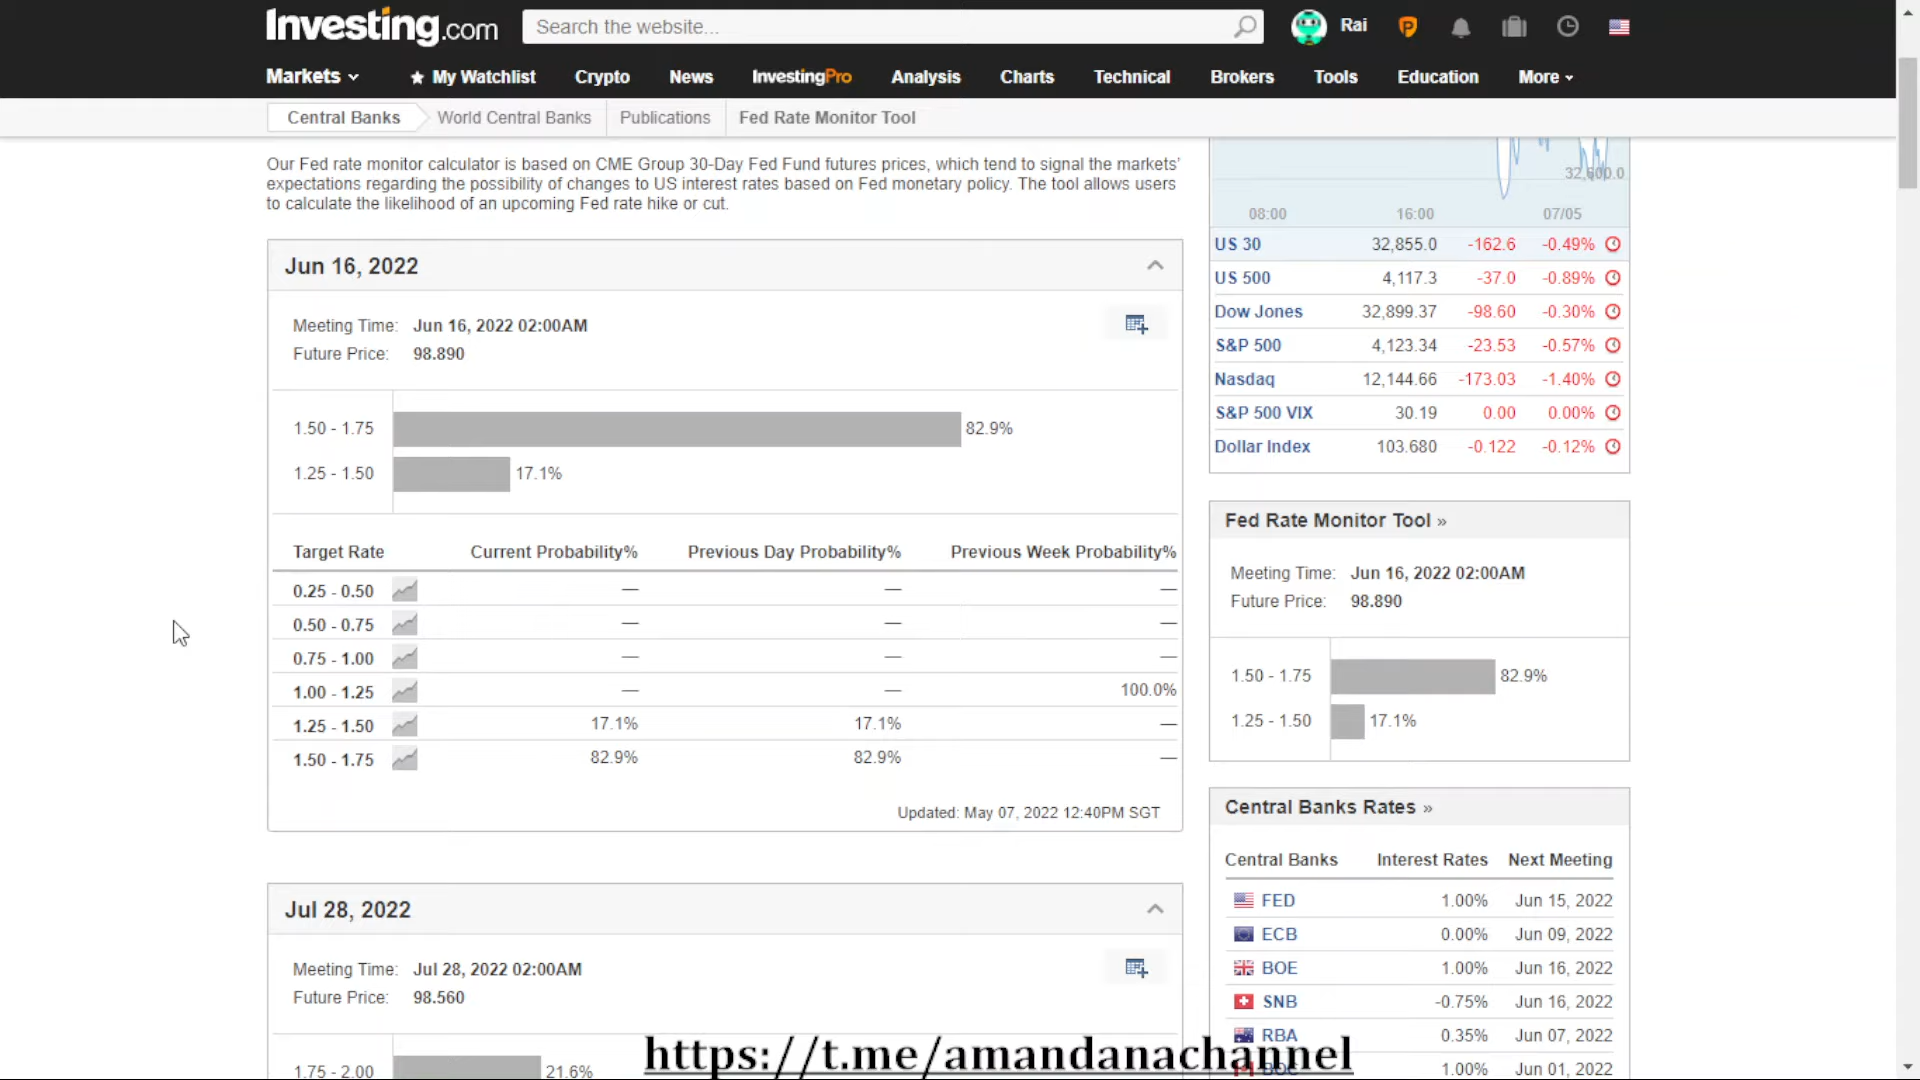 Investing.com
Search the website...
Rai
Markets
My Watchlist
Crypto
News
InvestingPro
Analysis
Charts
Technical
Brokers
Tools
Education
More
Central Banks
World Central Banks
Publications
Fed Rate Monitor Tool
Our Fed rate monitor calculator is based on CME Group 30-Day Fed Fund futures prices, which tend to signal the markets'
expectations regarding the possibility of changes to US interest rates based on Fed monetary policy. The tool allows users
to calculate the likelihood of an upcoming Fed rate hike or cut.
Jun 16, 2022
Meeting Time: Jun 16, 2022 02:00AM
Future Price: 98.890
1.50 - 1.75 82.9%
1.25 - 1.50 17.1%
Target Rate Current Probability% Previous Day Probability% Previous Week Probability%
0.25 - 0.50 — — —
0.50 - 0.75 — — —
0.75 - 1.00 — — —
1.00 - 1.25 — — 100.0%
1.25 - 1.50 17.1% 17.1% —
1.50 - 1.75 82.9% 82.9% —
Updated: May 07, 2022 12:40PM SGT
Jul 28, 2022
Meeting Time: Jul 28, 2022 02:00AM
Future Price: 98.560
1.75 - 2.00 21.6%
32,600.0
08:00 16:00 07/05
US 30 32,855.0 -162.6 -0.49%
US 500 4,117.3 -37.0 -0.89%
Dow Jones 32,899.37 -98.60 -0.30%
S&P 500 4,123.34 -23.53 -0.57%
Nasdaq 12,144.66 -173.03 -1.40%
S&P 500 VIX 30.19 0.00 0.00%
Dollar Index 103.680 -0.122 -0.12%
Fed Rate Monitor Tool »
Meeting Time: Jun 16, 2022 02:00AM
Future Price: 98.890
1.50 - 1.75 82.9%
1.25 - 1.50 17.1%
Central Banks Rates »
Central Banks Interest Rates Next Meeting
FED 1.00% Jun 15, 2022
ECB 0.00% Jun 09, 2022
BOE 1.00% Jun 16, 2022
SNB -0.75% Jun 16, 2022
RBA 0.35% Jun 07, 2022
BOC 1.00% Jun 01, 2022
https://t.me/amandanachannel